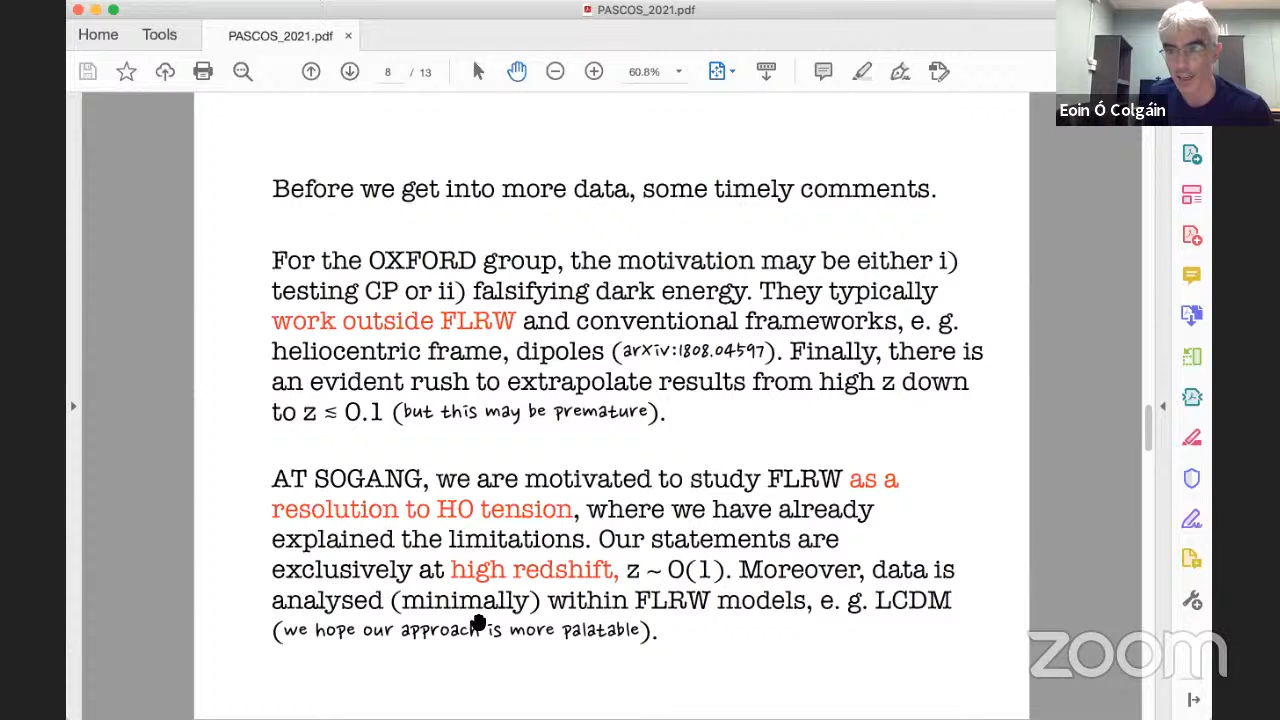 PASCOS_2021.pdf
Home Tools PASCOS_2021.pdf ×
8 / 13 60.8%
Eoin Ó Colgáin
Before we get into more data, some timely comments.
For the OXFORD group, the motivation may be either i)
testing CP or ii) falsifying dark energy. They typically
work outside FLRW and conventional frameworks, e. g.
heliocentric frame, dipoles (arxiv:1808.04597). Finally, there is
an evident rush to extrapolate results from high z down
to z ≤ 0.1 (but this may be premature).
AT SOGANG, we are motivated to study FLRW as a
resolution to H0 tension, where we have already
explained the limitations. Our statements are
exclusively at high redshift, z ~ O(1). Moreover, data is
analysed (minimally) within FLRW models, e. g. LCDM
(we hope our approach is more palatable).
zoom